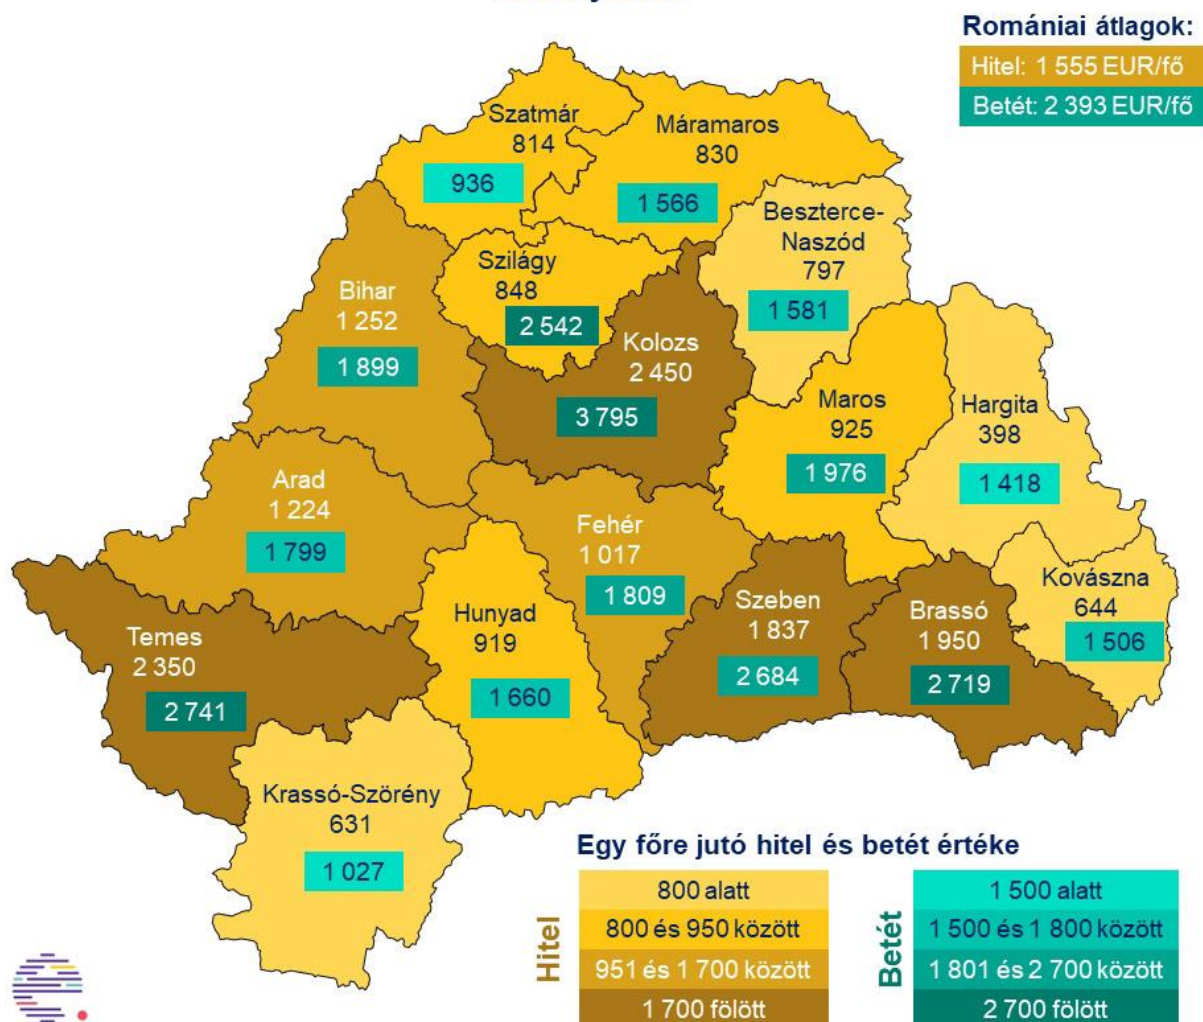 Romániai átlagok:
Hitel: 1 555 EUR/fő
Betét: 2 393 EUR/fő
Szatmár
814
936
Máramaros
830
1 566
Beszterce-
Naszód
797
1 581
Szilágy
848
2 542
Bihar
1 252
1 899
Kolozs
2 450
3 795
Maros
925
1 976
Hargita
398
1 418
Arad
1 224
1 799
Fehér
1 017
1 809
Hunyad
919
1 660
Szeben
1 837
2 684
Brassó
1 950
2 719
Kovászna
644
1 506
Temes
2 350
2 741
Krassó-Szörény
631
1 027
Egy főre jutó hitel és betét értéke
Hitel
800 alatt
800 és 950 között
951 és 1 700 között
1 700 fölött
Betét
1 500 alatt
1 500 és 1 800 között
1 801 és 2 700 között
2 700 fölött